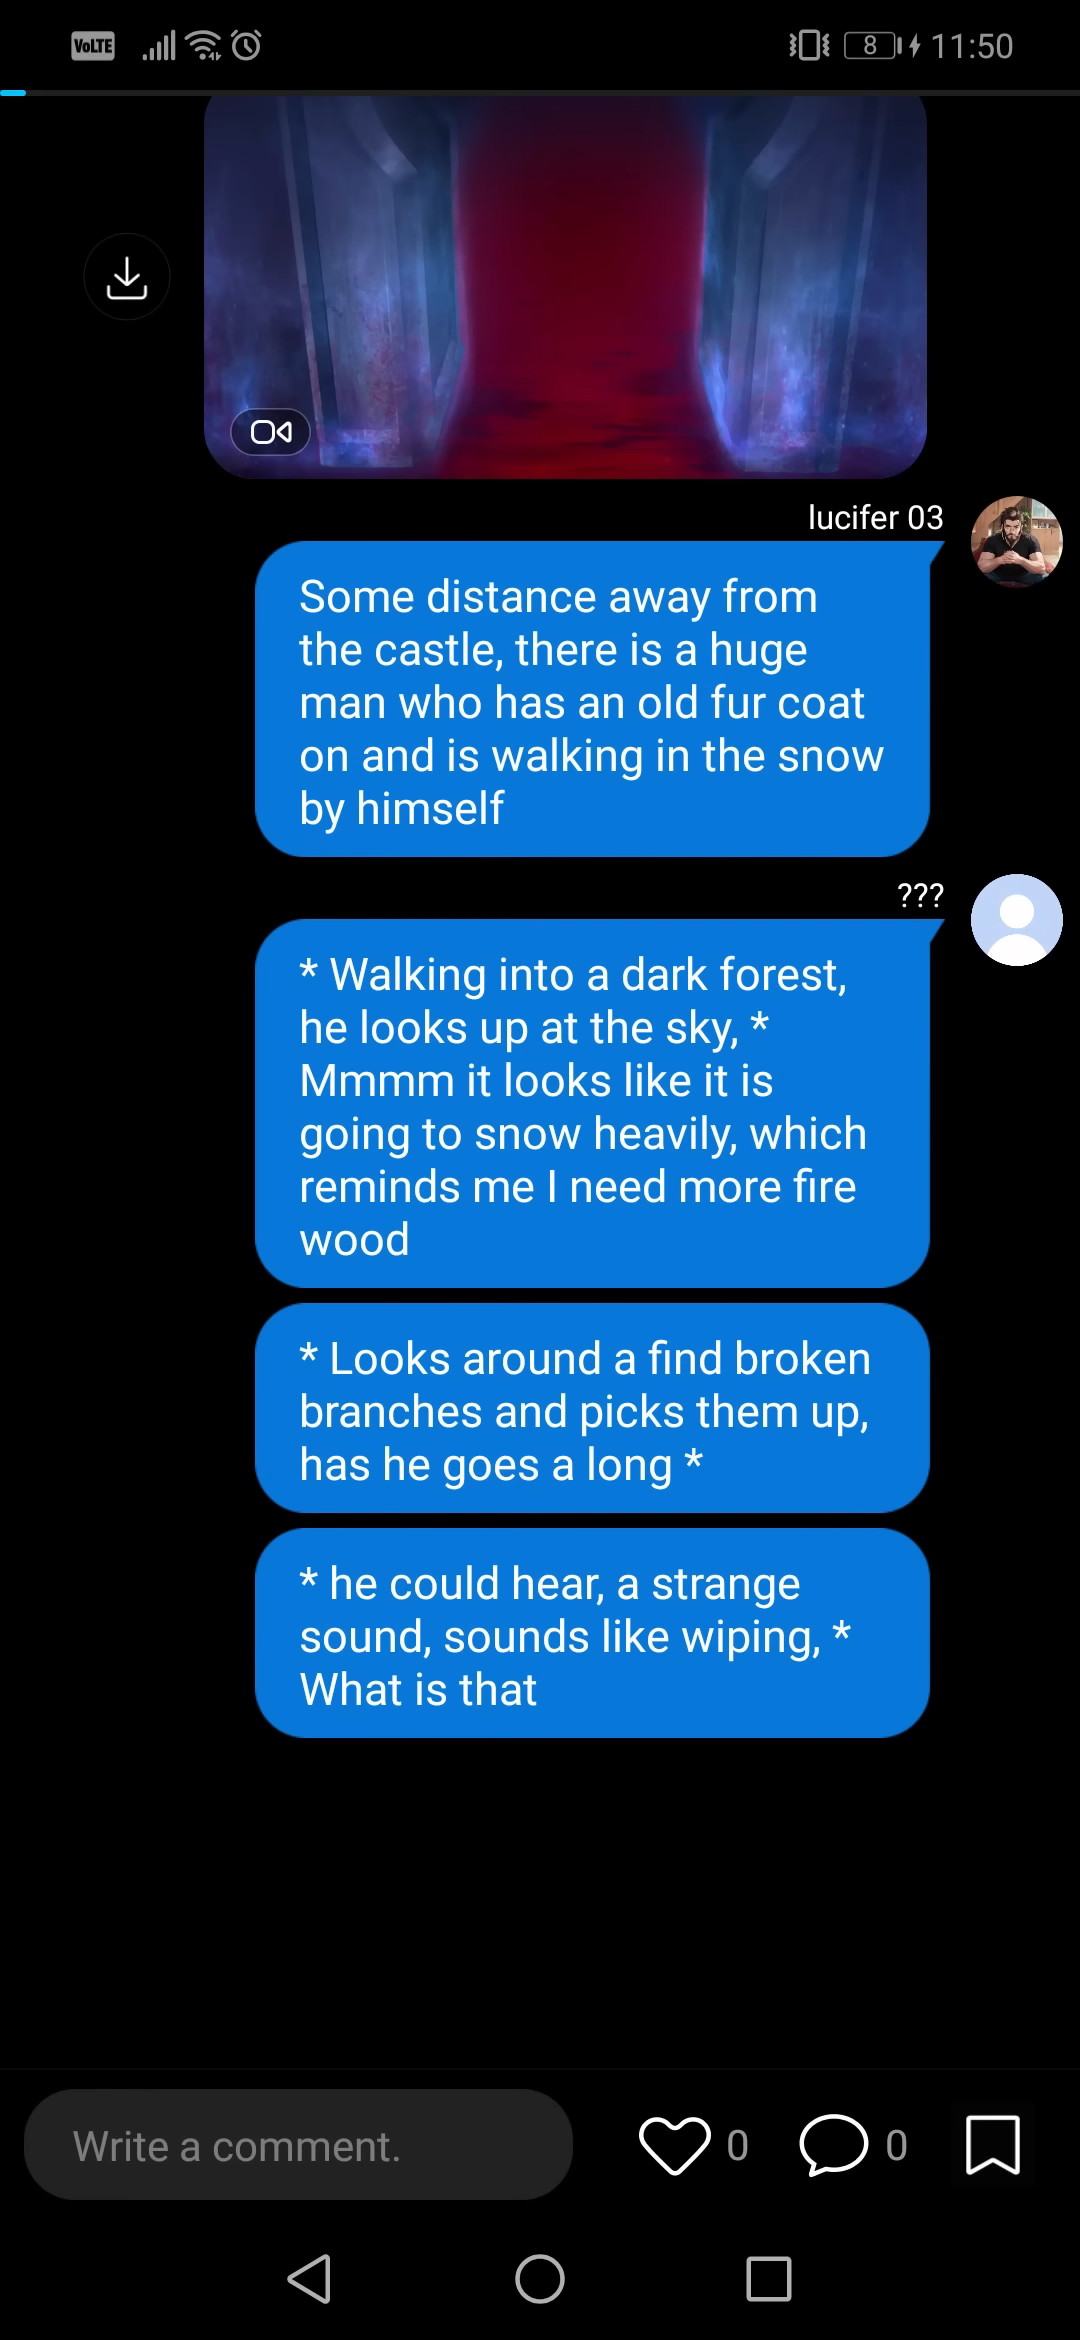 VoLTE
8
11:50
lucifer 03
Some distance away from
the castle, there is a huge
man who has an old fur coat
on and is walking in the snow
by himself
???
* Walking into a dark forest,
he looks up at the sky, *
Mmmm it looks like it is
going to snow heavily, which
reminds me I need more fire
wood
* Looks around a find broken
branches and picks them up,
has he goes a long *
* he could hear, a strange
sound, sounds like wiping, *
What is that
Write a comment.
0
0